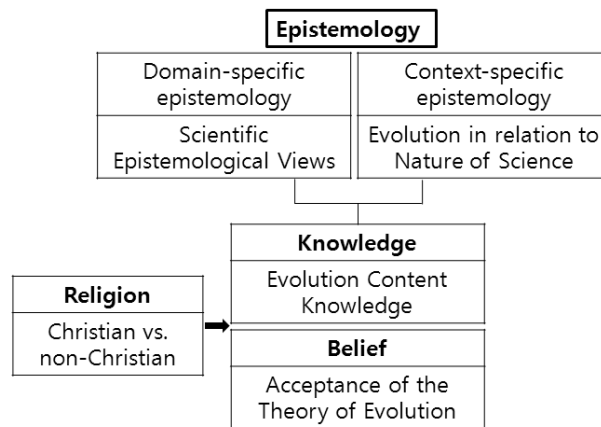 Epistemology
Domain-specific
epistemology
Context-specific
epistemology
Scientific
Epistemological Views
Evolution in relation to
Nature of Science
Knowledge
Evolution Content
Knowledge
Religion
Christian vs.
non-Christian
Belief
Acceptance of the
Theory of Evolution